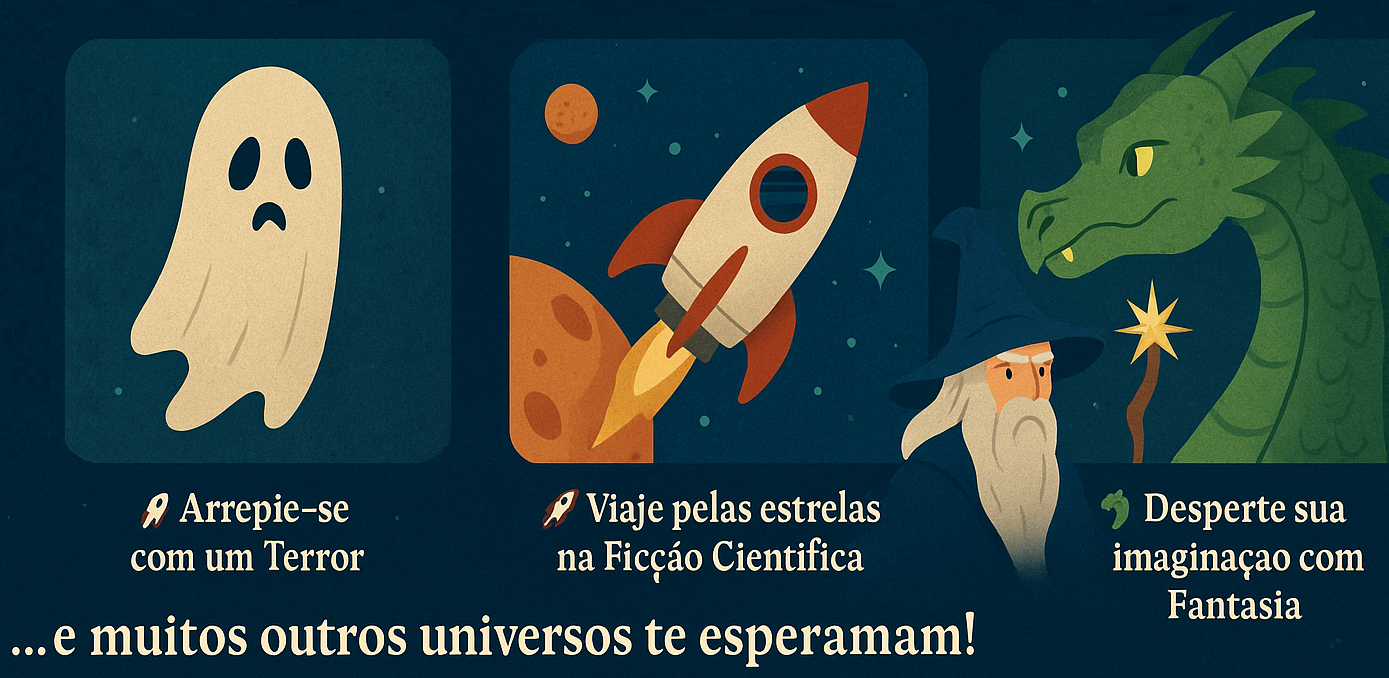 Arrepie-se
com um Terror
Viaje pelas estrelas
na Ficçáo Cientifica
Desperte sua
imaginaçao com
Fantasia
...e muitos outros universos te esperamam!